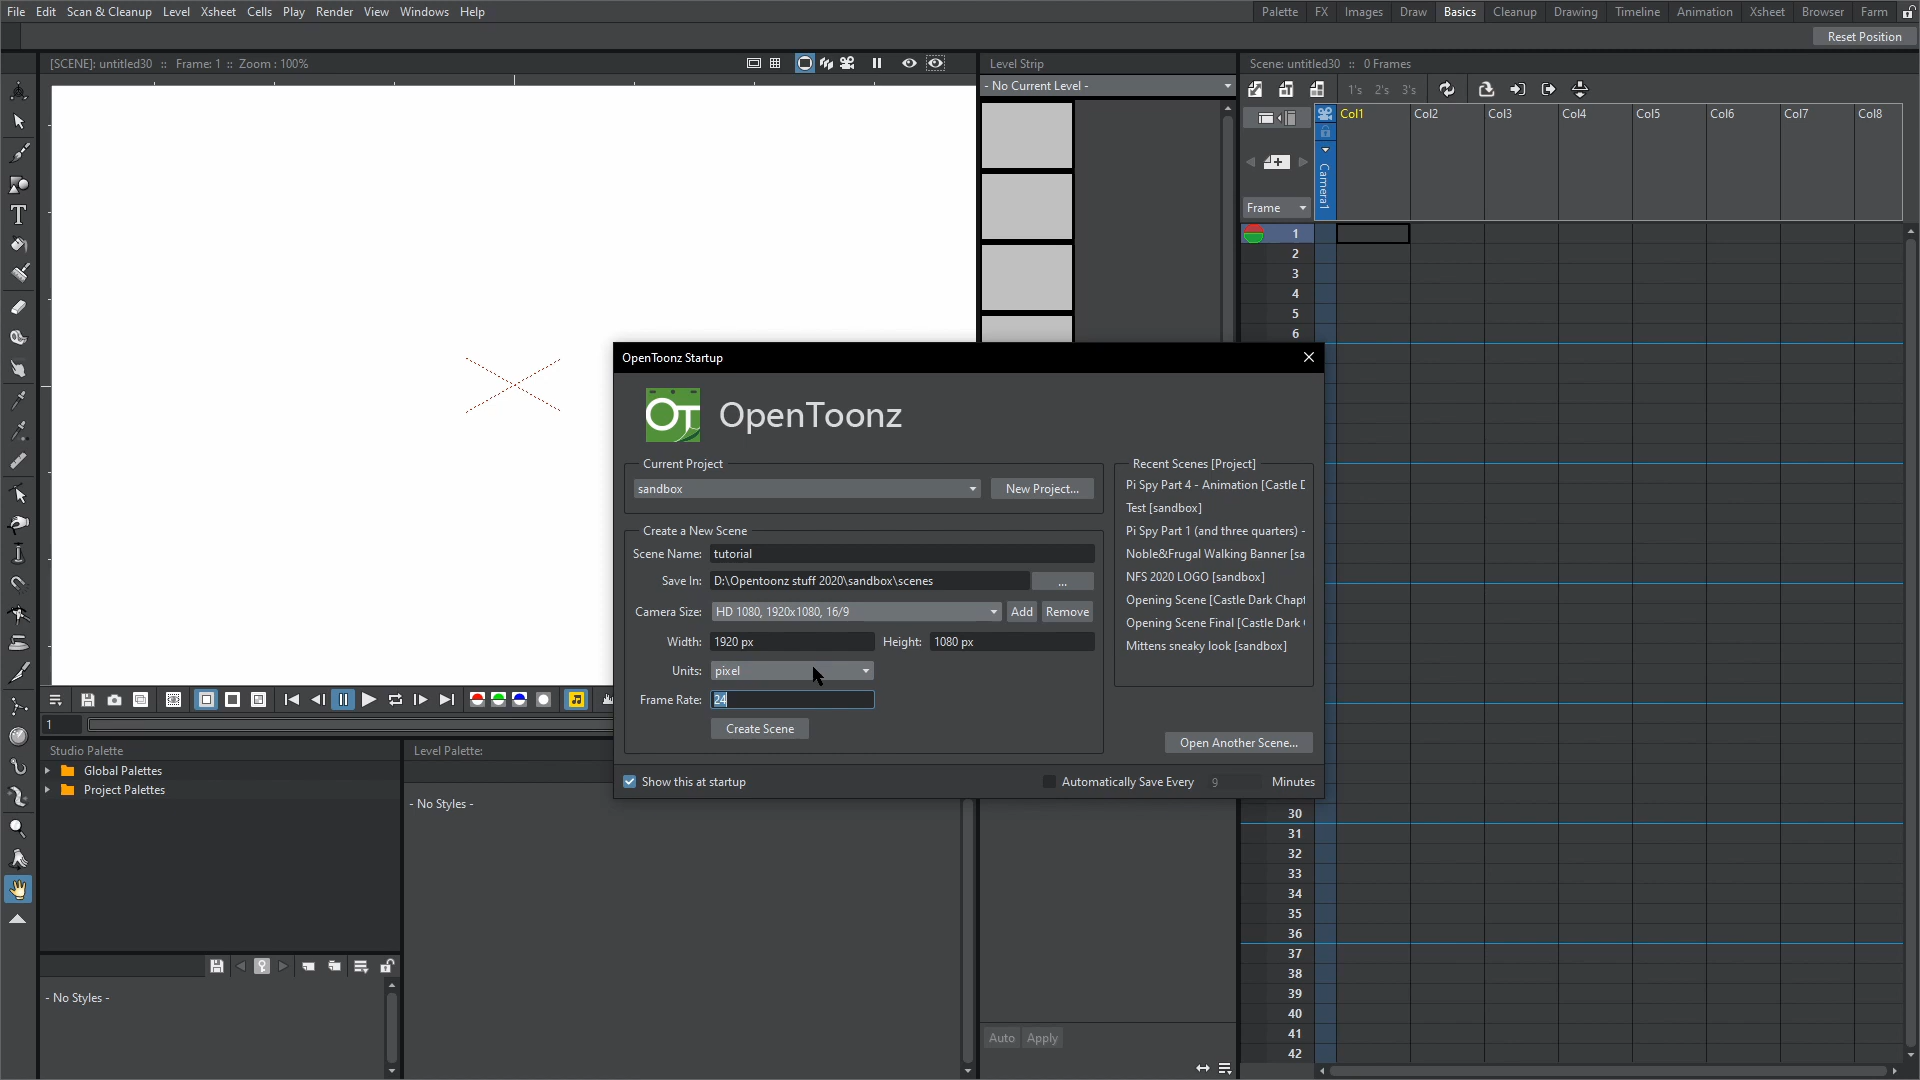 File Edit Scan & Cleanup Level Xsheet Cells Play Render View Windows Help
Palette FX Images Draw Basics Cleanup Drawing Timeline Animation Xsheet Browser Farm
Reset Position
[SCENE]: untitled30 :: Frame: 1 :: Zoom : 100%
Level Strip
- No Current Level -
Scene: untitled30 :: 0 Frames
1's 2's 3's
Col1 Col2 Col3 Col4 Col5 Col6 Col7 Col8
Camera1
Frame
1
2
3
4
5
6
OpenToonz Startup
OpenToonz
Current Project
sandbox
New Project...
Create a New Scene
Scene Name: tutorial
Save In: D:\Opentoonz stuff 2020\sandbox\scenes
...
Camera Size: HD 1080, 1920x1080, 16/9
Add Remove
Width: 1920 px Height: 1080 px
Units: pixel
Frame Rate: 24
Create Scene
Recent Scenes [Project]
Pi Spy Part 4 - Animation [Castle D
Test [sandbox]
Pi Spy Part 1 (and three quarters) -
Noble&Frugal Walking Banner [sa
NFS 2020 LOGO [sandbox]
Opening Scene [Castle Dark Chapt
Opening Scene Final [Castle Dark
Mittens sneaky look [sandbox]
Open Another Scene...
Show this at startup
Automatically Save Every 9 Minutes
1
Studio Palette
Global Palettes
Project Palettes
Level Palette:
- No Styles -
- No Styles -
Auto Apply
30
31
32
33
34
35
36
37
38
39
40
41
42